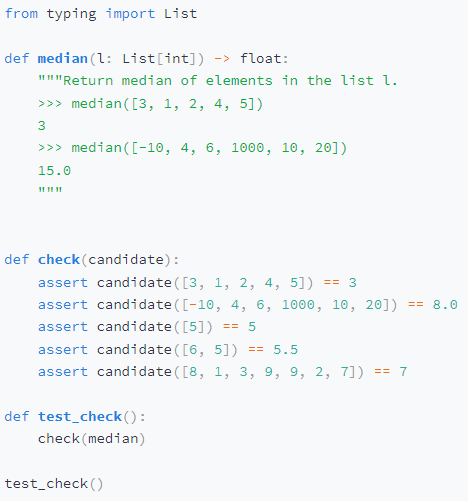 from typing import List

def median(l: List[int]) -> float:
    """Return median of elements in the list l.
    >>> median([3, 1, 2, 4, 5])
    3
    >>> median([-10, 4, 6, 1000, 10, 20])
    15.0
    """


def check(candidate):
    assert candidate([3, 1, 2, 4, 5]) == 3
    assert candidate([-10, 4, 6, 1000, 10, 20]) == 8.0
    assert candidate([5]) == 5
    assert candidate([6, 5]) == 5.5
    assert candidate([8, 1, 3, 9, 9, 2, 7]) == 7

def test_check():
    check(median)

test_check()